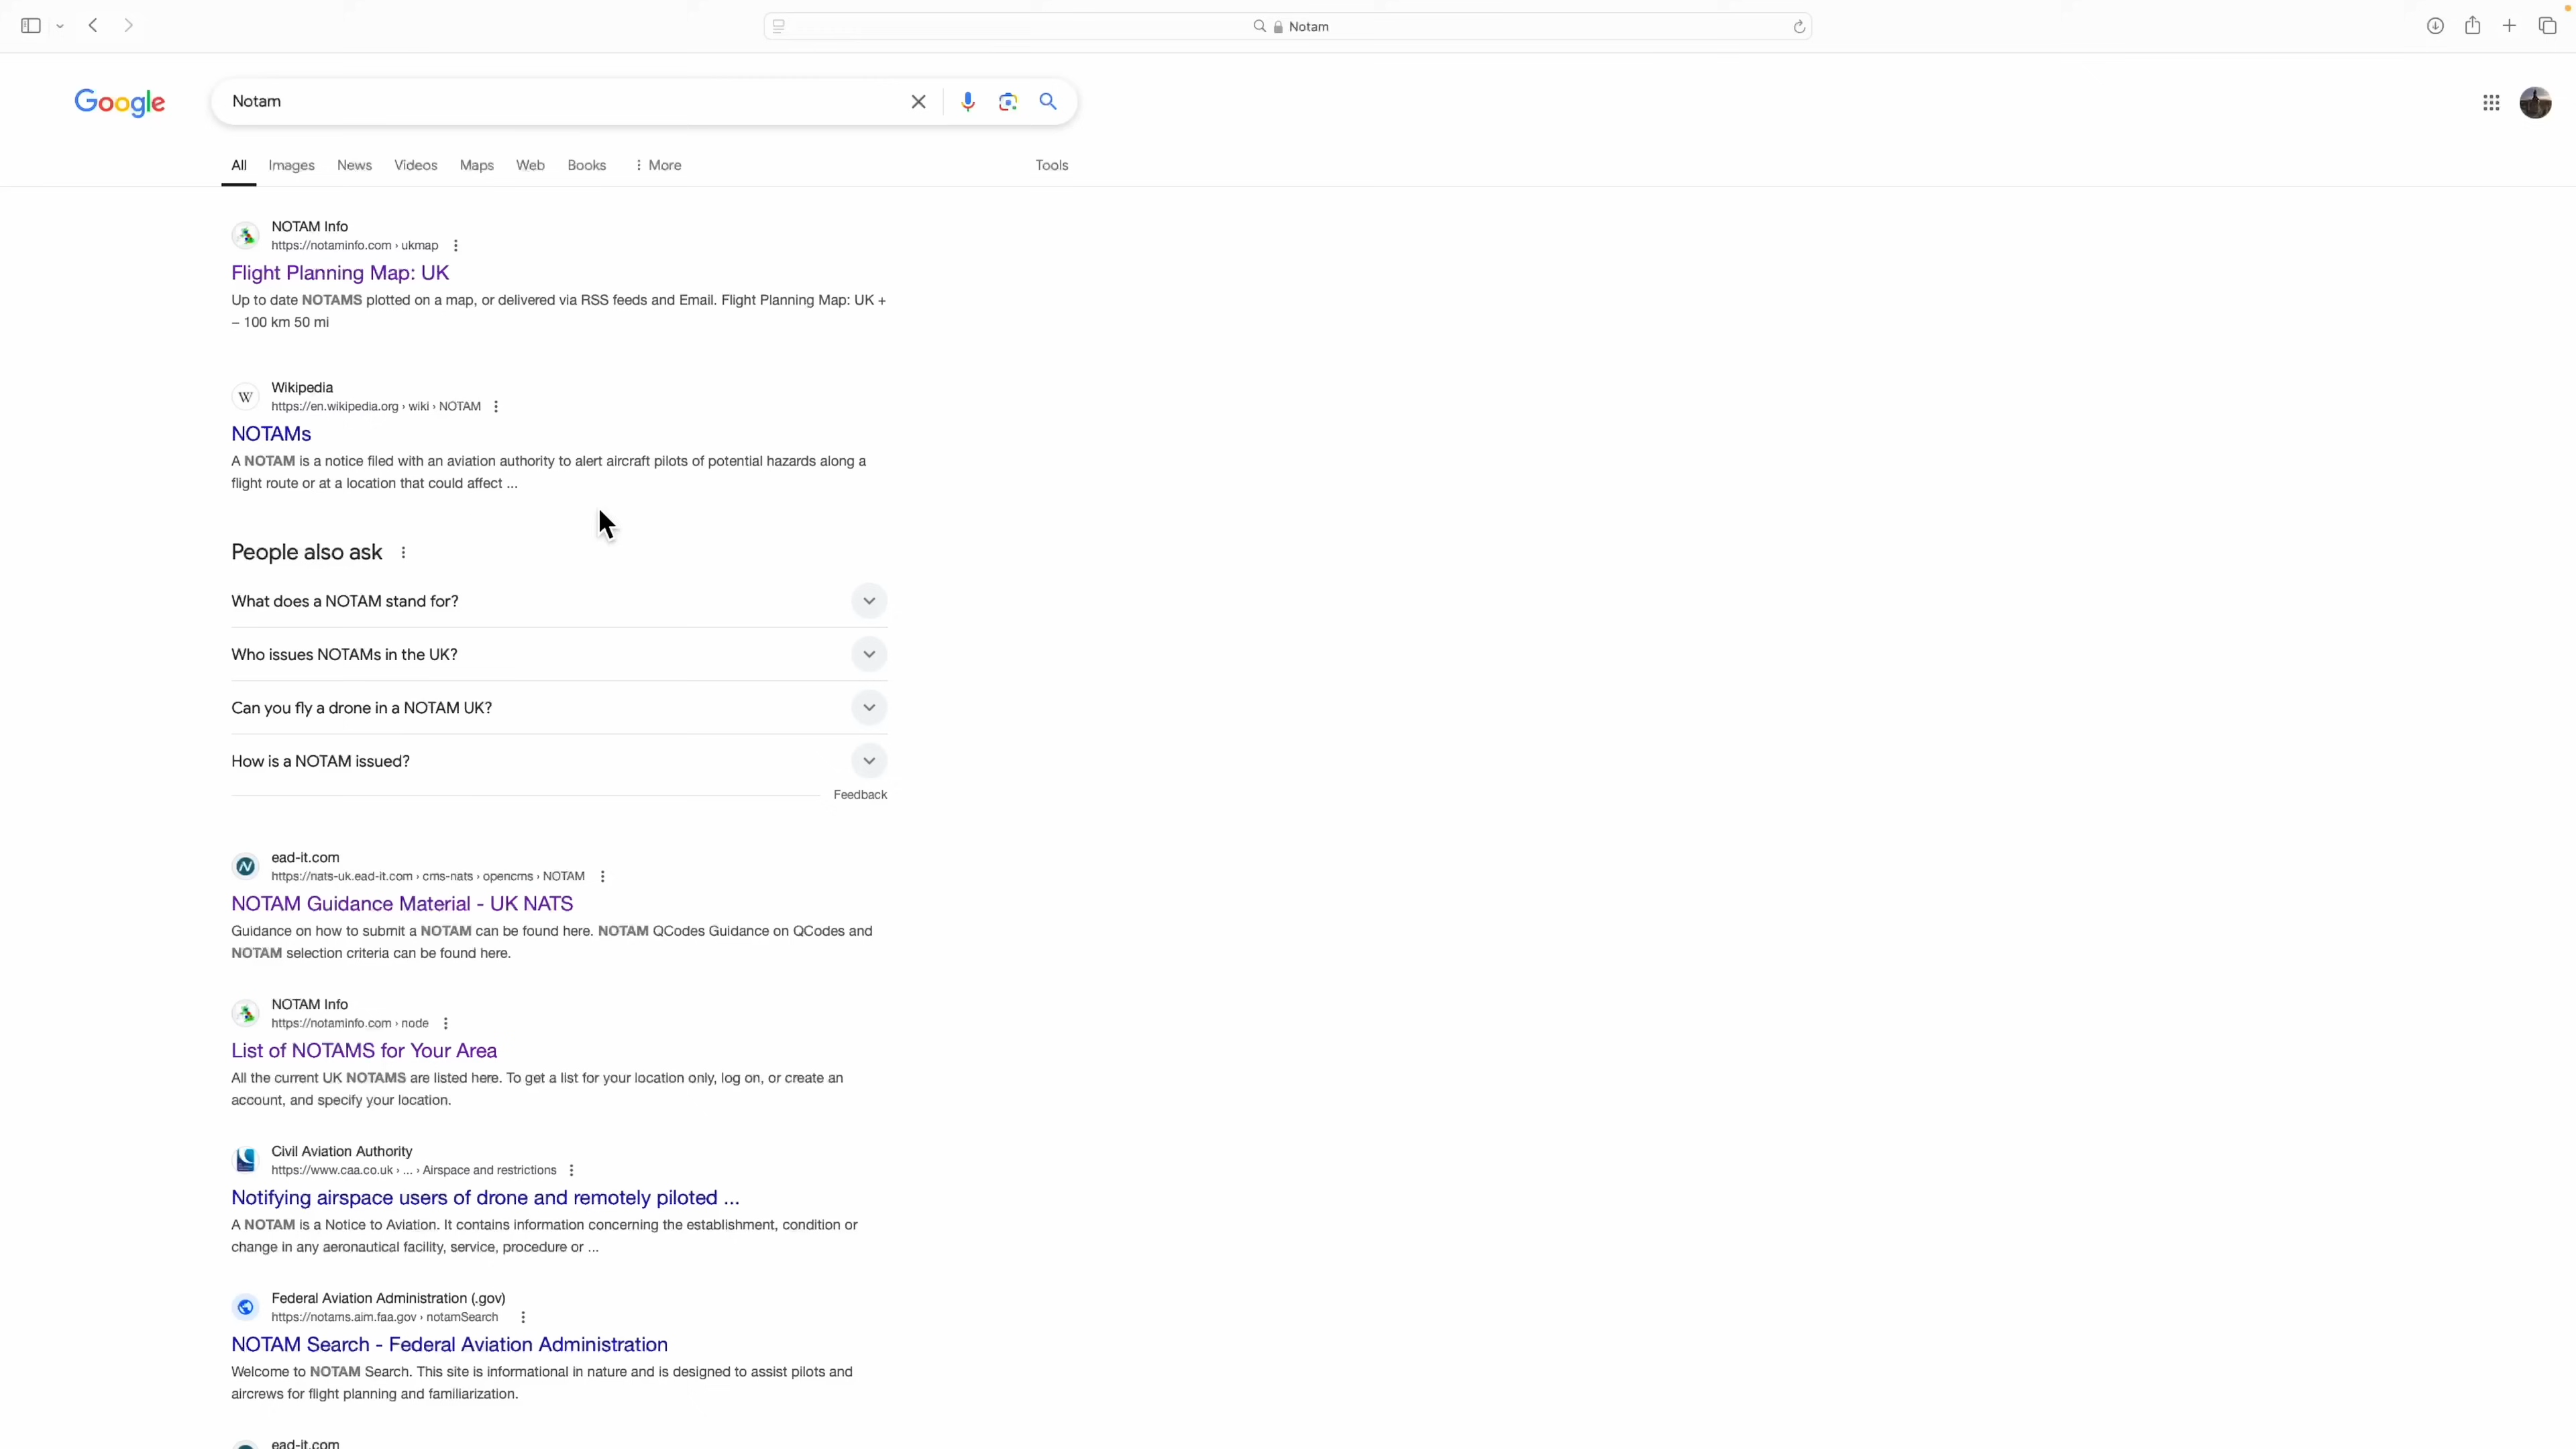 Notam
Google
Notam
All Images News Videos Maps Web Books More Tools
NOTAM Info
https://notaminfo.com › ukmap
Flight Planning Map: UK
Up to date NOTAMS plotted on a map, or delivered via RSS feeds and Email. Flight Planning Map: UK +
– 100 km 50 mi
W
Wikipedia
https://en.wikipedia.org › wiki › NOTAM
NOTAMs
A NOTAM is a notice filed with an aviation authority to alert aircraft pilots of potential hazards along a
flight route or at a location that could affect ...
People also ask
What does a NOTAM stand for?
Who issues NOTAMs in the UK?
Can you fly a drone in a NOTAM UK?
How is a NOTAM issued?
Feedback
ead-it.com
https://nats-uk.ead-it.com › cms-nats › opencms › NOTAM
NOTAM Guidance Material - UK NATS
Guidance on how to submit a NOTAM can be found here. NOTAM QCodes Guidance on QCodes and
NOTAM selection criteria can be found here.
NOTAM Info
https://notaminfo.com › node
List of NOTAMS for Your Area
All the current UK NOTAMS are listed here. To get a list for your location only, log on, or create an
account, and specify your location.
Civil Aviation Authority
https://www.caa.co.uk › ... › Airspace and restrictions
Notifying airspace users of drone and remotely piloted ...
A NOTAM is a Notice to Aviation. It contains information concerning the establishment, condition or
change in any aeronautical facility, service, procedure or ...
Federal Aviation Administration (.gov)
https://notams.aim.faa.gov › notamSearch
NOTAM Search - Federal Aviation Administration
Welcome to NOTAM Search. This site is informational in nature and is designed to assist pilots and
aircrews for flight planning and familiarization.
ead-it.com